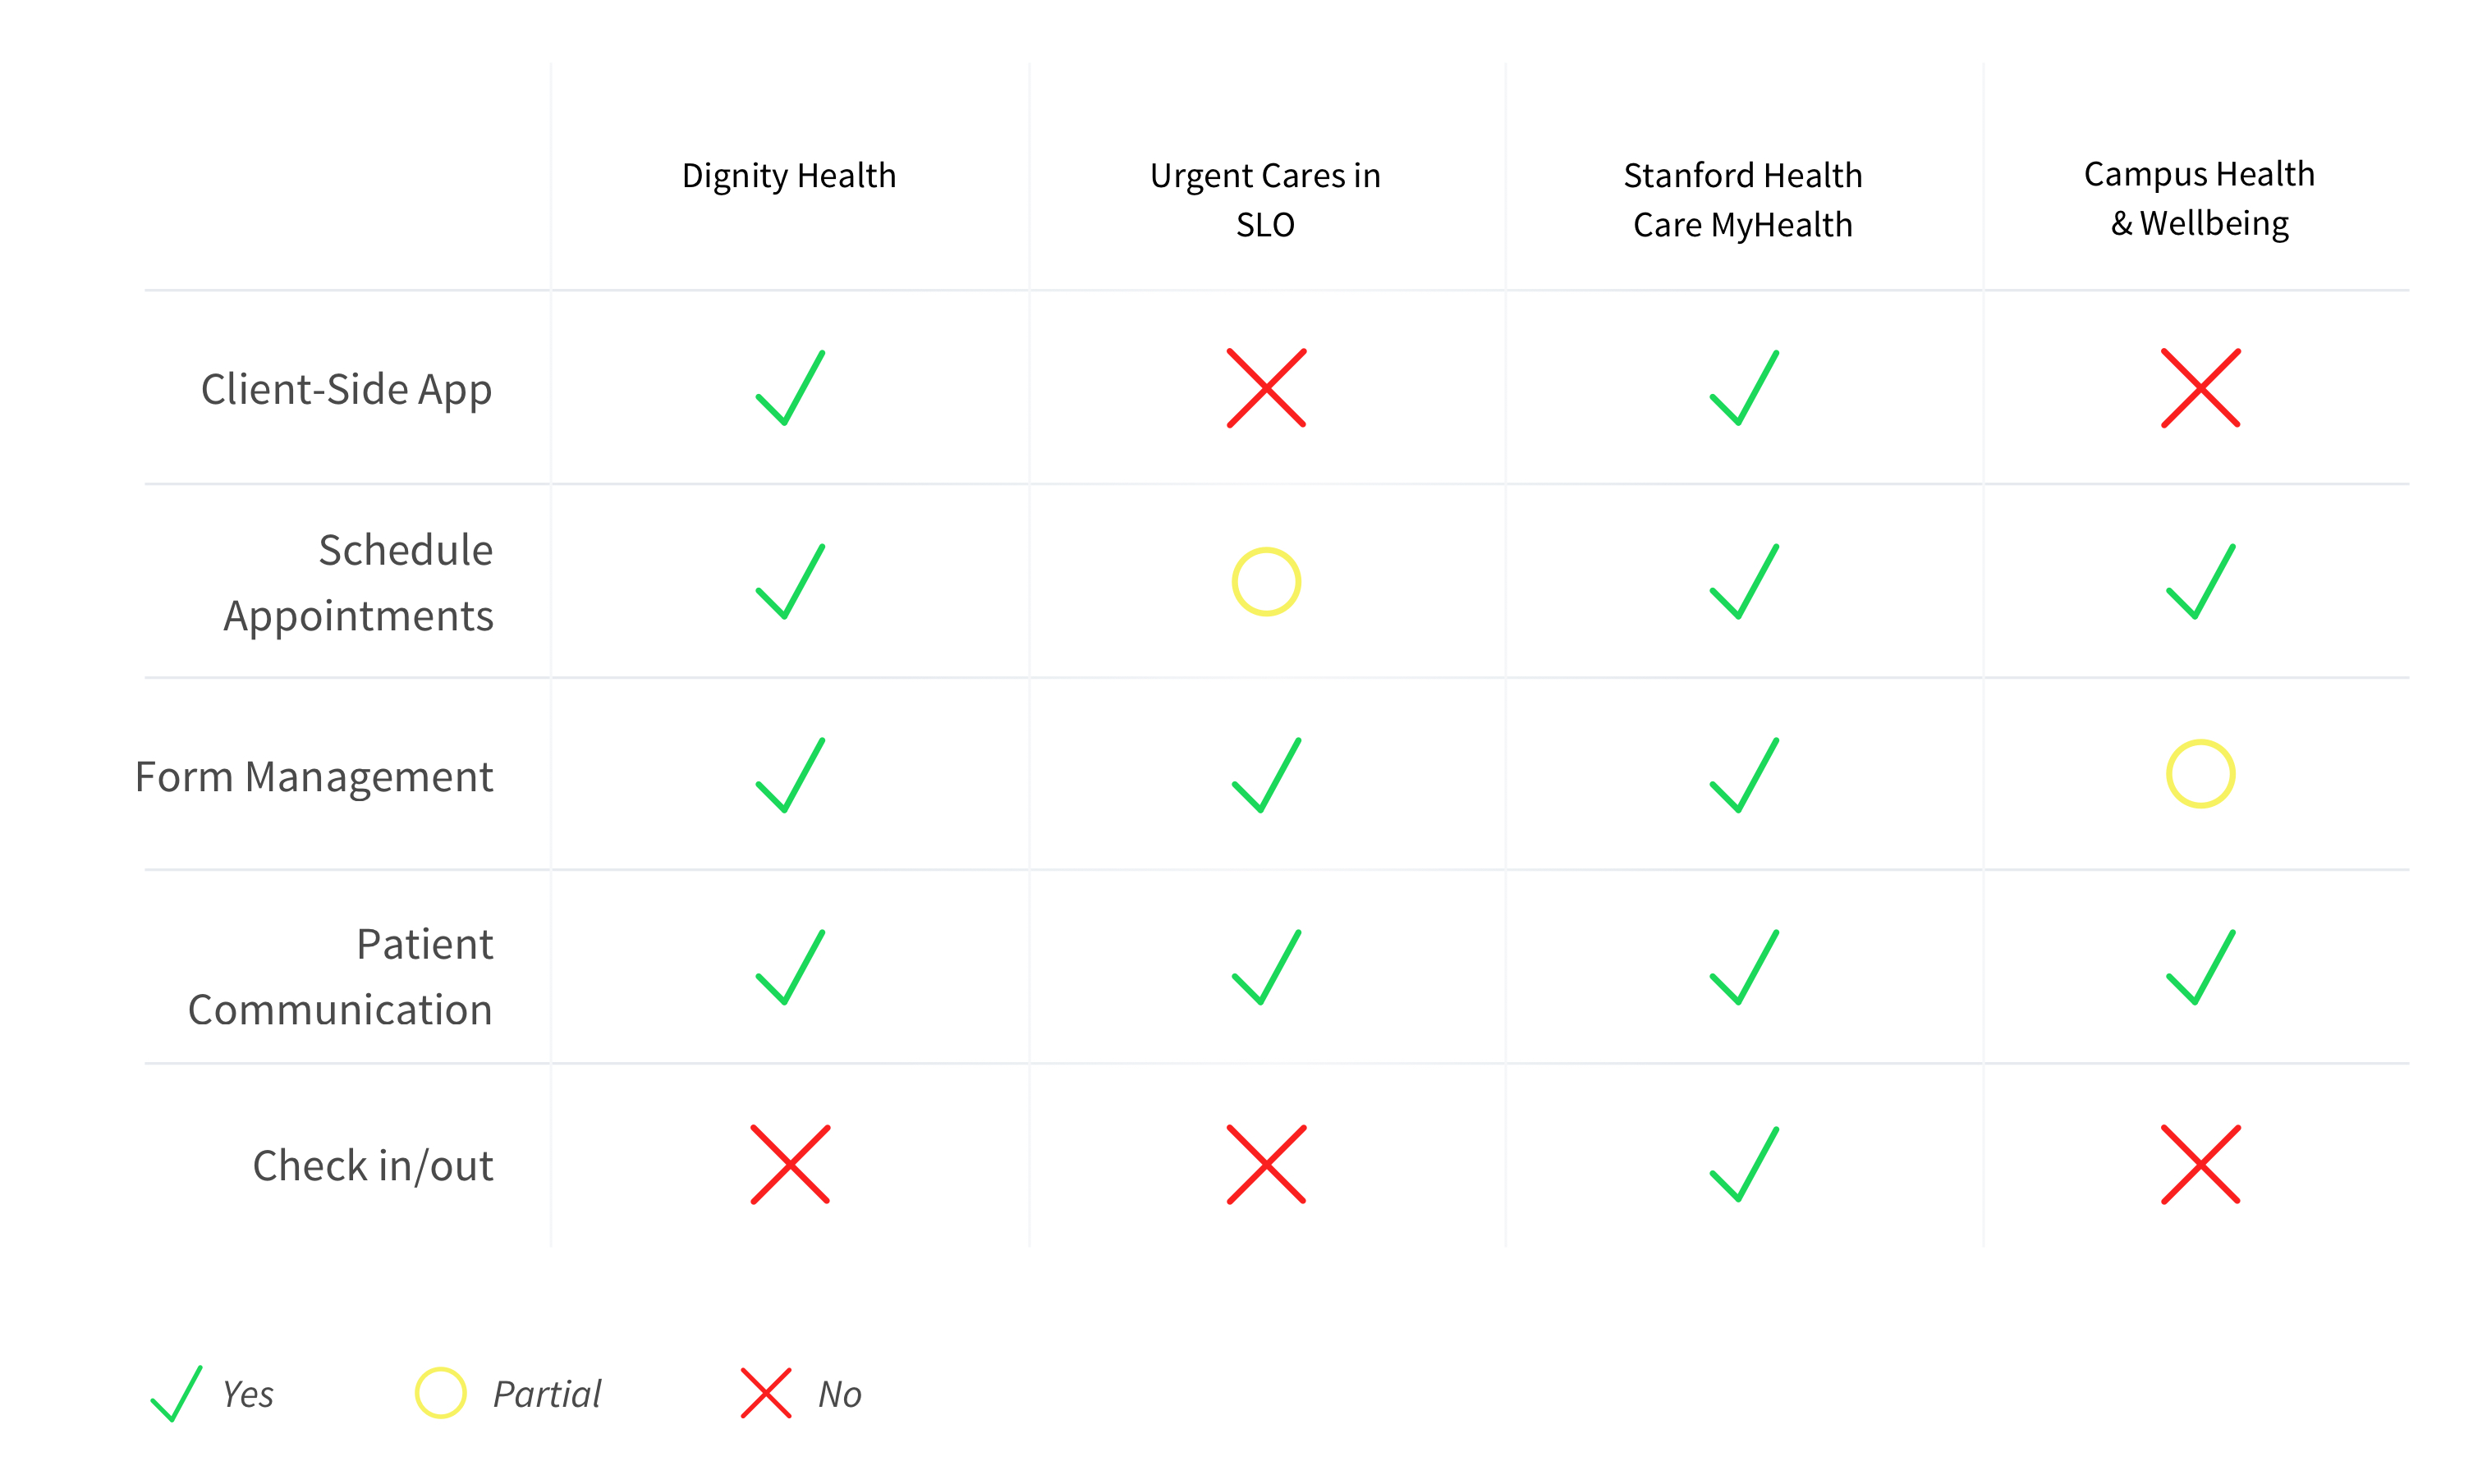 Dignity Health
Urgent Cares in
SLO
Stanford Health
Care MyHealth
Campus Health
& Wellbeing
Client-Side App
Schedule
Appointments
Form Management
Patient
Communication
Check in/out
Yes
Partial
No